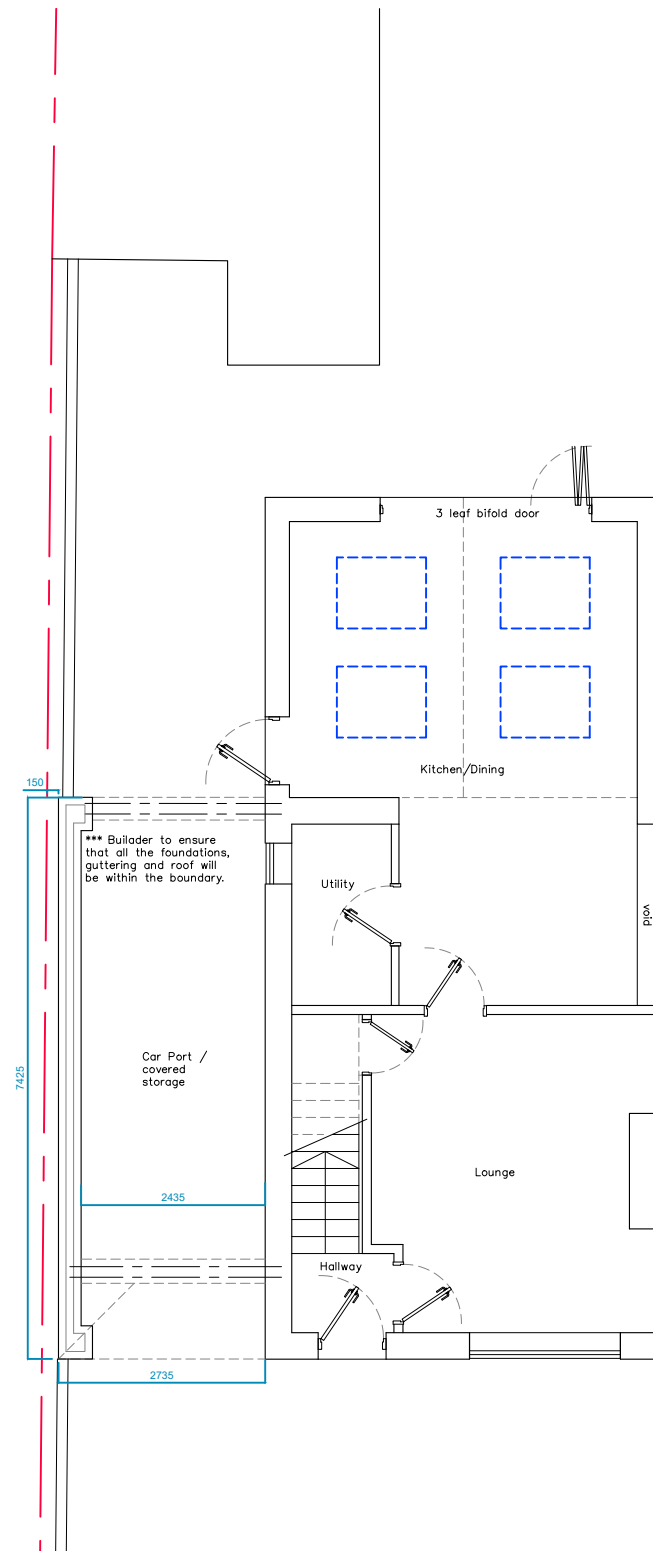 3 leaf bifold door
Kitchen/Dining
150
*** Builader to ensure
that all the foundations,
guttering and roof will
be within the boundary.
Utility
void
Car Port /
covered
storage
7425
Lounge
2435
Hallway
2735